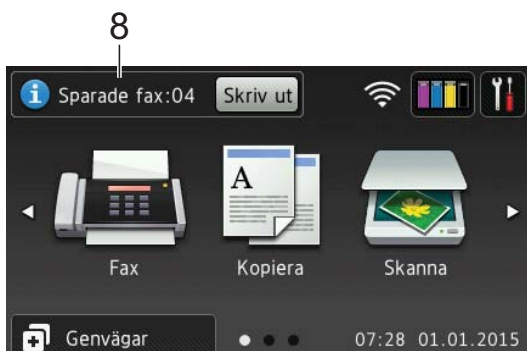 8
Sparade fax:04 Skriv ut
A
Fax Kopiera Skanna
Genvägar 07:28 01.01.2015